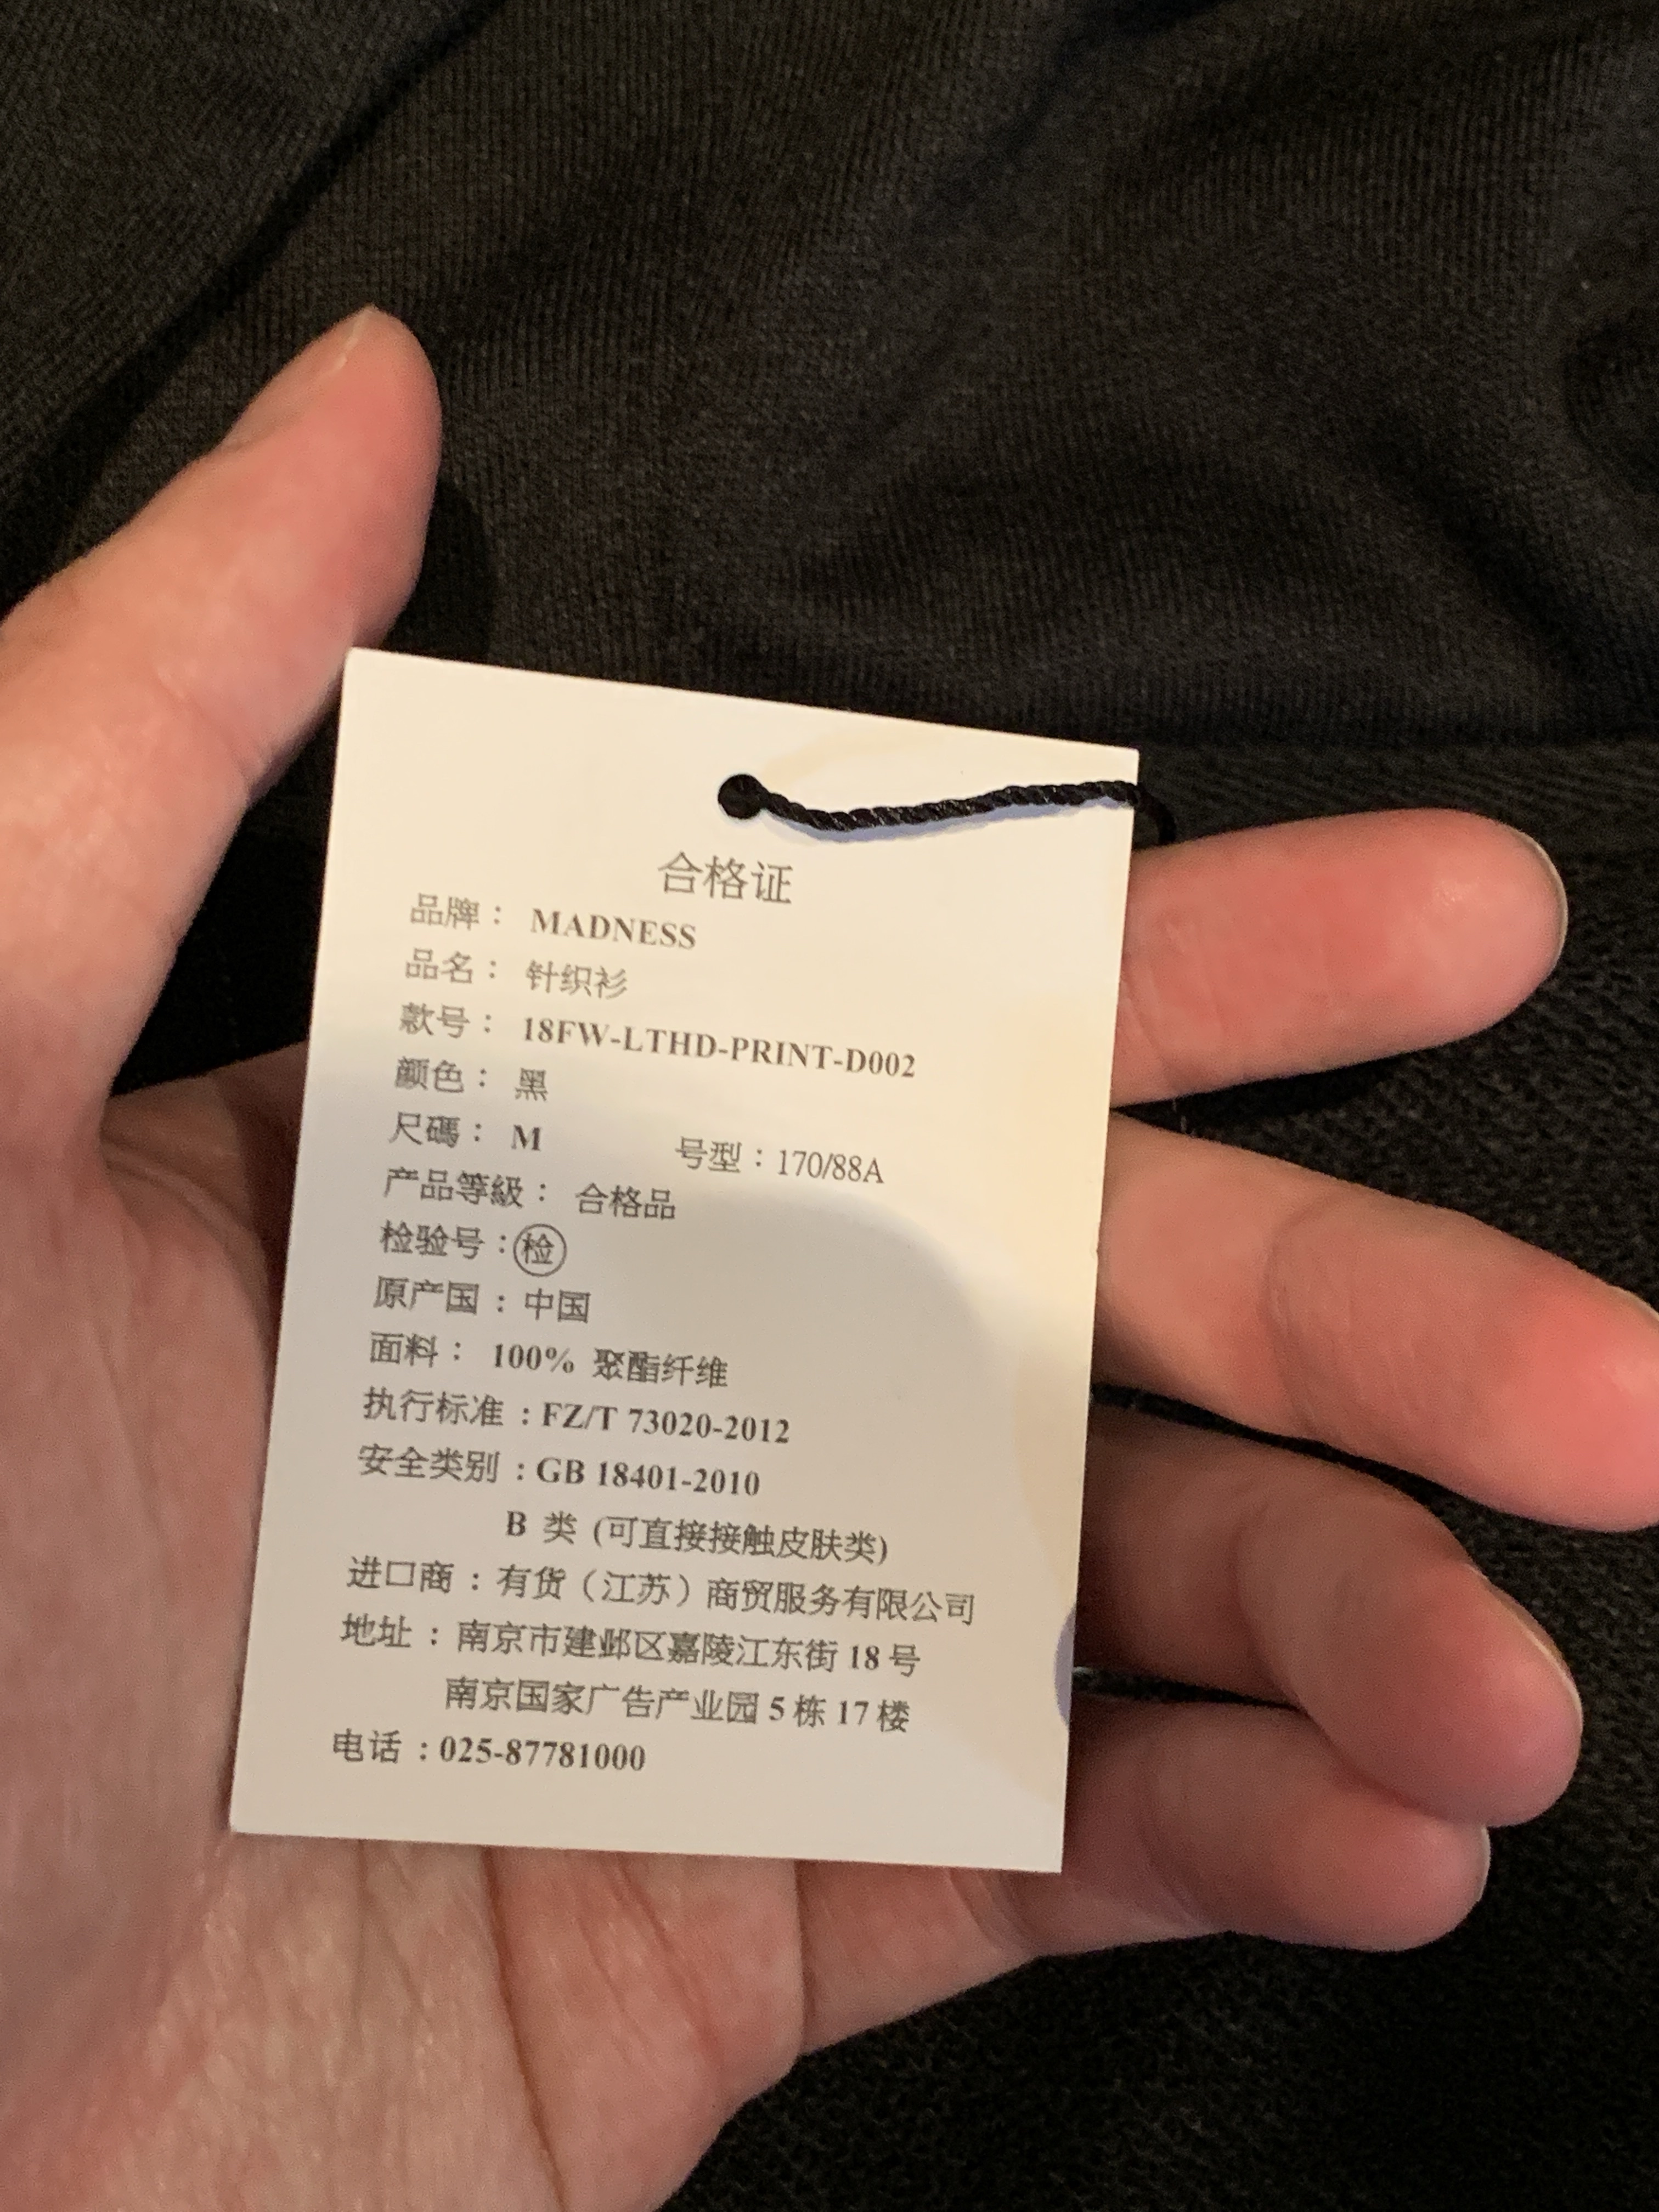 合格证
品牌： MADNESS
品名： 针织衫
款号： 18FW-LTHD-PRINT-D002
颜色： 黑
尺碼： M 号型：170/88A
产品等級： 合格品
检验号：检
原产国：中国
面料： 100% 聚酯纤维
执行标准：FZ/T 73020-2012
安全类别：GB 18401-2010
B 类 (可直接接触皮肤类)
进口商：有货（江苏）商贸服务有限公司
地址：南京市建邺区嘉陵江东街 18 号
南京国家广告产业园 5 栋 17 楼
电话：025-87781000